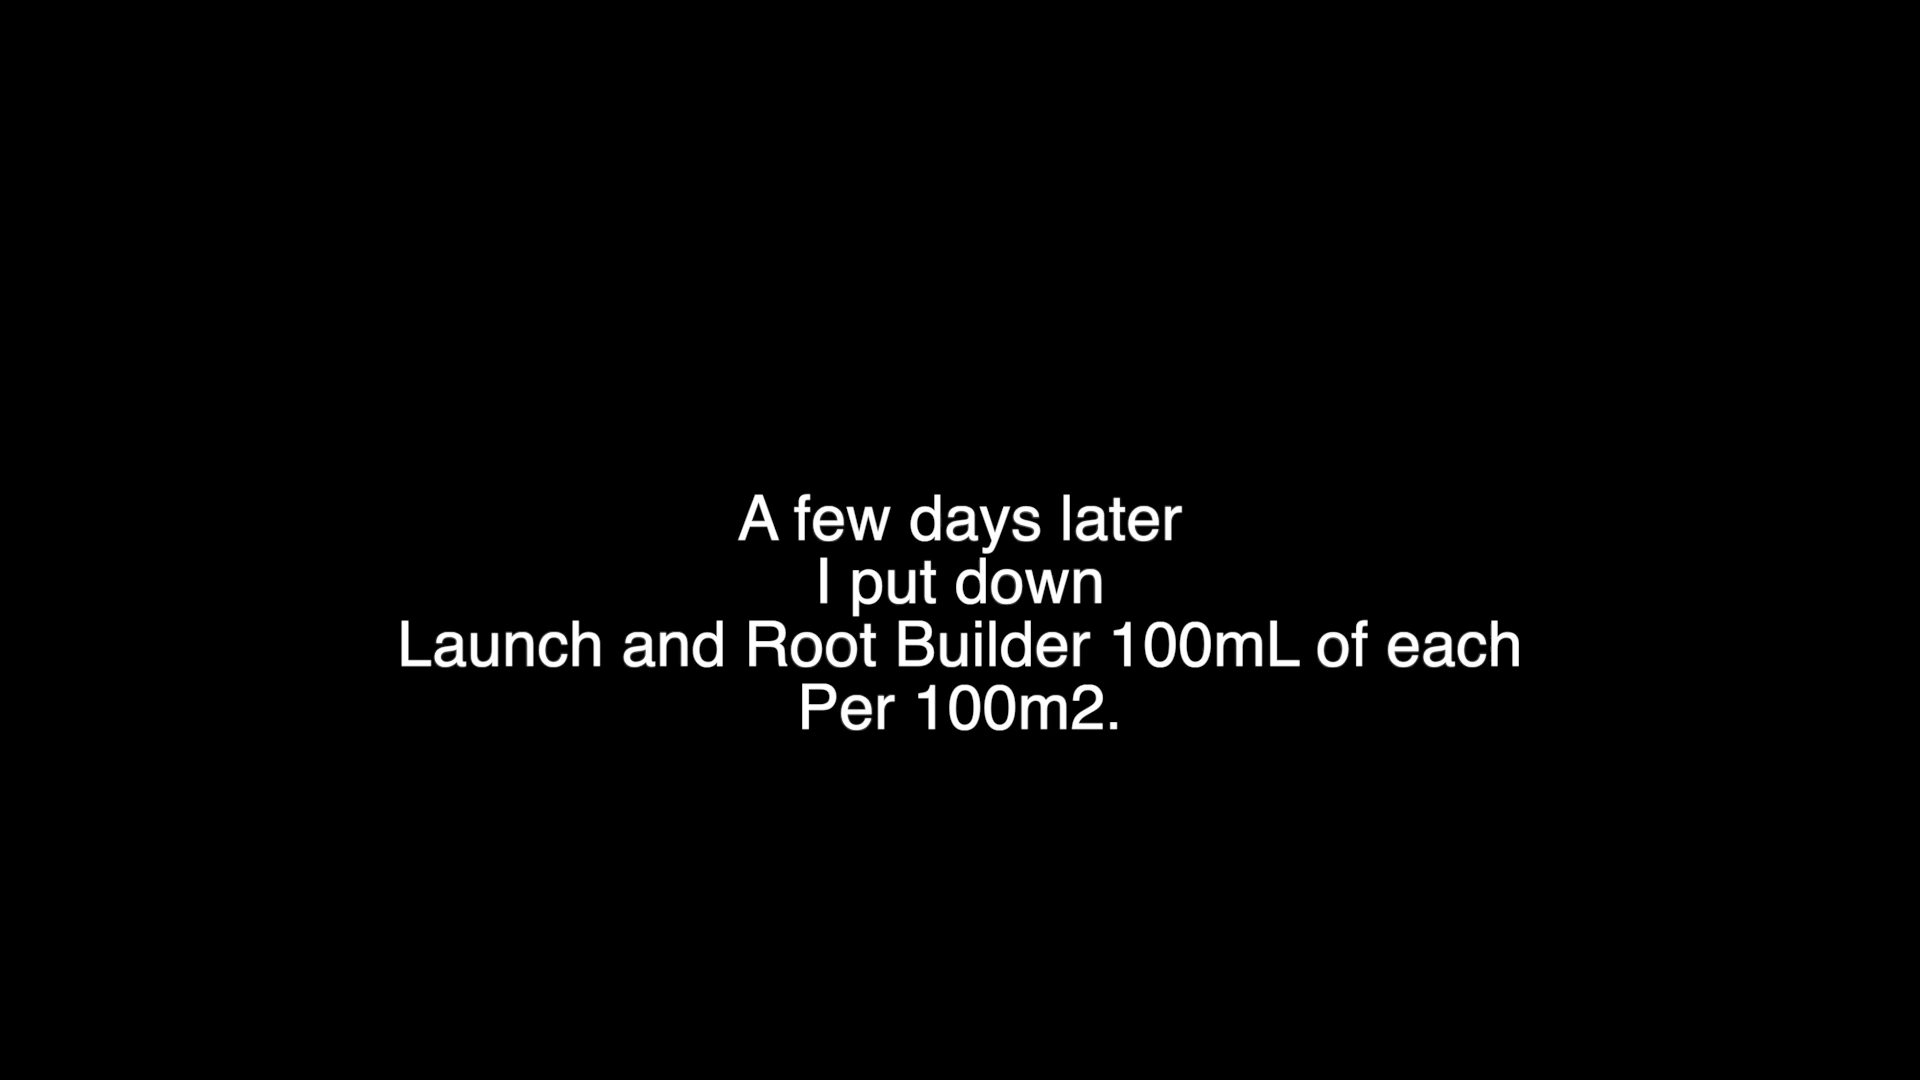 A few days later
I put down
Launch and Root Builder 100mL of each
Per 100m2.